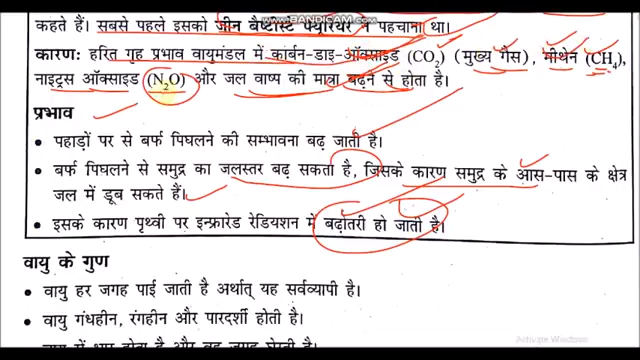 कहते हैं। सबसे पहले इसको जीन बैप्टिस्ट फ्यूरियर ने पहचाना था।
WWW.BANDICAM.COM
कारण: हरित गृह प्रभाव वायुमंडल में कार्बन-डाइ-ऑक्साइड (CO₂) (मुख्य गैस), मीथेन (CH₄),
नाइट्रस ऑक्साइड (N₂O) और जल वाष्प की मात्रा बढ़ने से होता है।
प्रभाव
• पहाड़ों पर से बर्फ पिघलने की सम्भावना बढ़ जाती है।
• बर्फ पिघलने से समुद्र का जलस्तर बढ़ सकता है, जिसके कारण समुद्र के आस-पास के क्षेत्र
जल में डूब सकते हैं।
• इसके कारण पृथ्वी पर इन्फ्रारेड रेडियशन में बढ़ोतरी हो जाती है।
वायु के गुण
• वायु हर जगह पाई जाती है अर्थात् यह सर्वव्यापी है।
• वायु गंधहीन, रंगहीन और पारदर्शी होती है।
Activate Windows